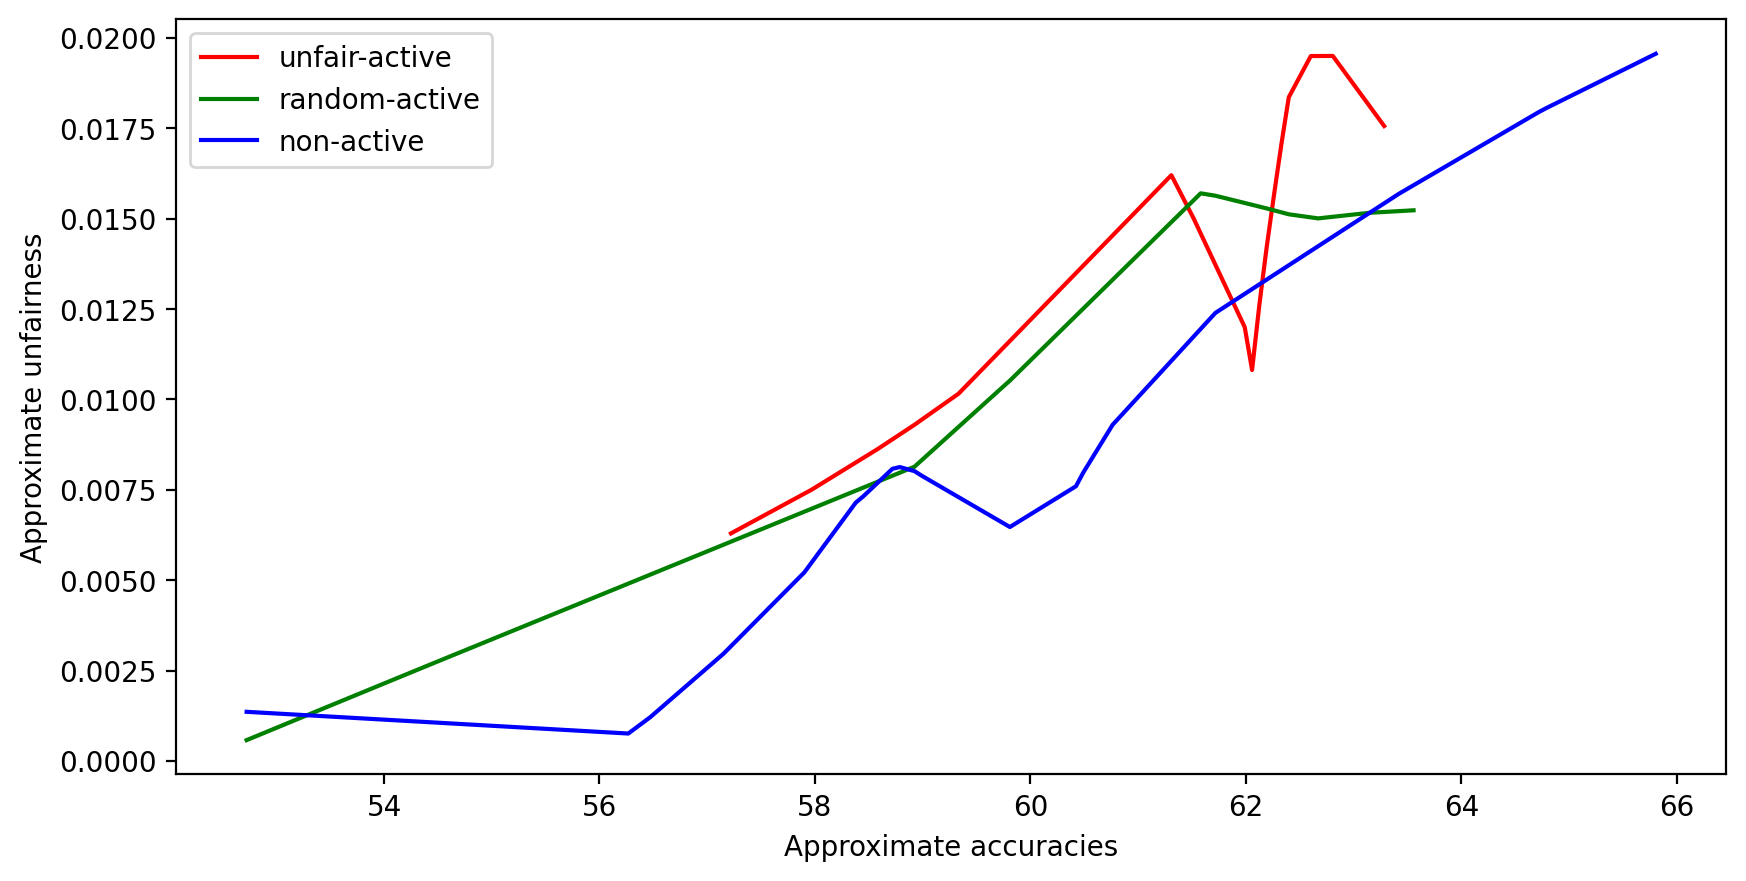 unfair-active
random-active
non-active
0.0200
0.0175
0.0150
0.0125
0.0100
0.0075
0.0050
0.0025
0.0000
Approximate unfairness
54 56 58 60 62 64 66
Approximate accuracies